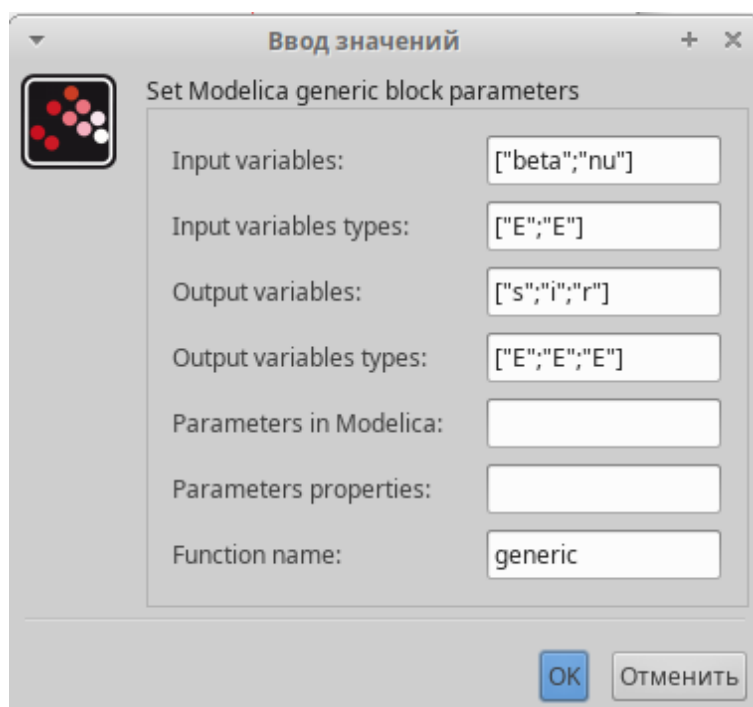 Ввод значений
Set Modelica generic block parameters
Input variables: ["beta";"nu"]
Input variables types: ["E";"E"]
Output variables: ["s";"i";"r"]
Output variables types: ["E";"E";"E"]
Parameters in Modelica:
Parameters properties:
Function name: generic
OK Отменить